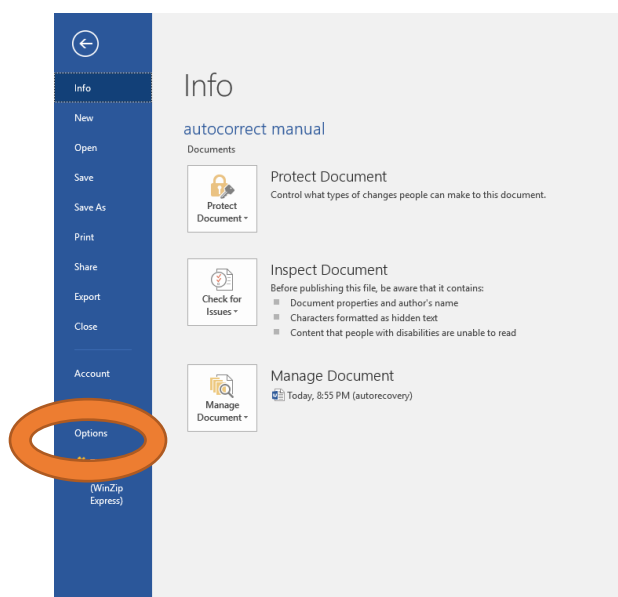 Info
New
Open
Save
Save As
Print
Share
Export
Close
Account
Options
(WinZip
Express)
Info
autocorrect manual
Documents
Protect
Document
Protect Document
Control what types of changes people can make to this document.
Check for
Issues
Inspect Document
Before publishing this file, be aware that it contains:
Document properties and author's name
Characters formatted as hidden text
Content that people with disabilities are unable to read
Manage
Document
Manage Document
Today, 8:55 PM (autorecovery)